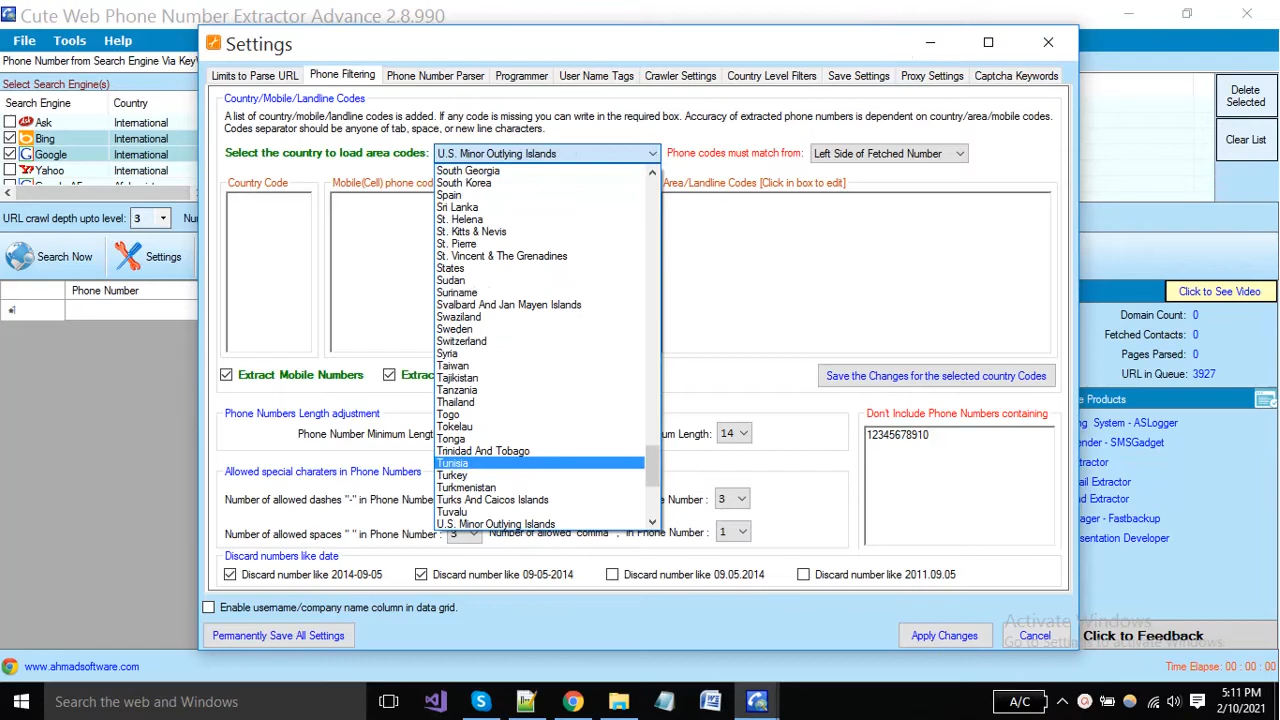 Cute Web Phone Number Extractor Advance 2.8.990
File Tools Help
Phone Number from Search Engine Via Key
Select Search Engine(s)
Search Engine Country
Ask International
Bing International
Google International
Yahoo International
URL crawl depth upto level: 3
Search Now Settings
Phone Number
Settings
Limits to Parse URL Phone Filtering Phone Number Parser Programmer User Name Tags Crawler Settings Country Level Filters Save Settings Proxy Settings Captcha Keywords
Country/Mobile/Landline Codes
A list of country/mobile/landline codes is added. If any code is missing you can write in the required box. Accuracy of extracted phone numbers is dependent on country/area/mobile codes.
Codes separator should be anyone of tab, space, or new line characters.
Select the country to load area codes: U.S. Minor Outlying Islands Phone codes must match from: Left Side of Fetched Number
Country Code Mobile(Cell) phone cod Area/Landline Codes [Click in box to edit]
South Georgia
South Korea
Spain
Sri Lanka
St. Helena
St. Kitts & Nevis
St. Pierre
St. Vincent & The Grenadines
States
Sudan
Suriname
Svalbard And Jan Mayen Islands
Swaziland
Sweden
Switzerland
Syria
Taiwan
Tajikistan
Tanzania
Thailand
Togo
Tokelau
Tonga
Trinidad And Tobago
Tunisia
Turkey
Turkmenistan
Turks And Caicos Islands
Tuvalu
U.S. Minor Outlying Islands
Extract Mobile Numbers Extrac Save the Changes for the selected country Codes
Phone Numbers Length adjustment
Phone Number Minimum Leng um Length: 14
Allowed special charaters in Phone Numbers
Number of allowed dashes "-" in Phone Numbe e Number : 3
Number of allowed spaces " " in Phone Number : 3 Number of allowed "comma" , in Phone Number : 1
Don't Include Phone Numbers containing
12345678910
Discard numbers like date
Discard number like 2014-09-05 Discard number like 09-05-2014 Discard number like 09.05.2014 Discard number like 2011.09.05
Enable username/company name column in data grid.
Permanently Save All Settings Apply Changes Cancel
Delete Selected
Clear List
Click to See Video
Domain Count: 0
Fetched Contacts: 0
Pages Parsed: 0
URL in Queue: 3927
e Products
g System - ASLogger
ender - SMSGadget
tractor
ail Extractor
nd Extractor
ager - Fastbackup
esentation Developer
Activate Windows
Go to Settings to activate Windows.
Click to Feedback
www.ahmadsoftware.com
Time Elapse: 00 : 00 : 00
Search the web and Windows
A/C
5:11 PM
2/10/2021